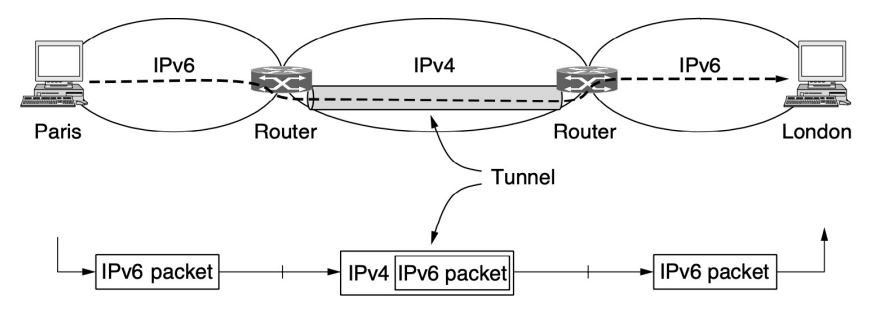 IPv6
IPv4
IPv6
Paris
Router
Router
London
Tunnel
IPv6 packet
IPv4 IPv6 packet
IPv6 packet